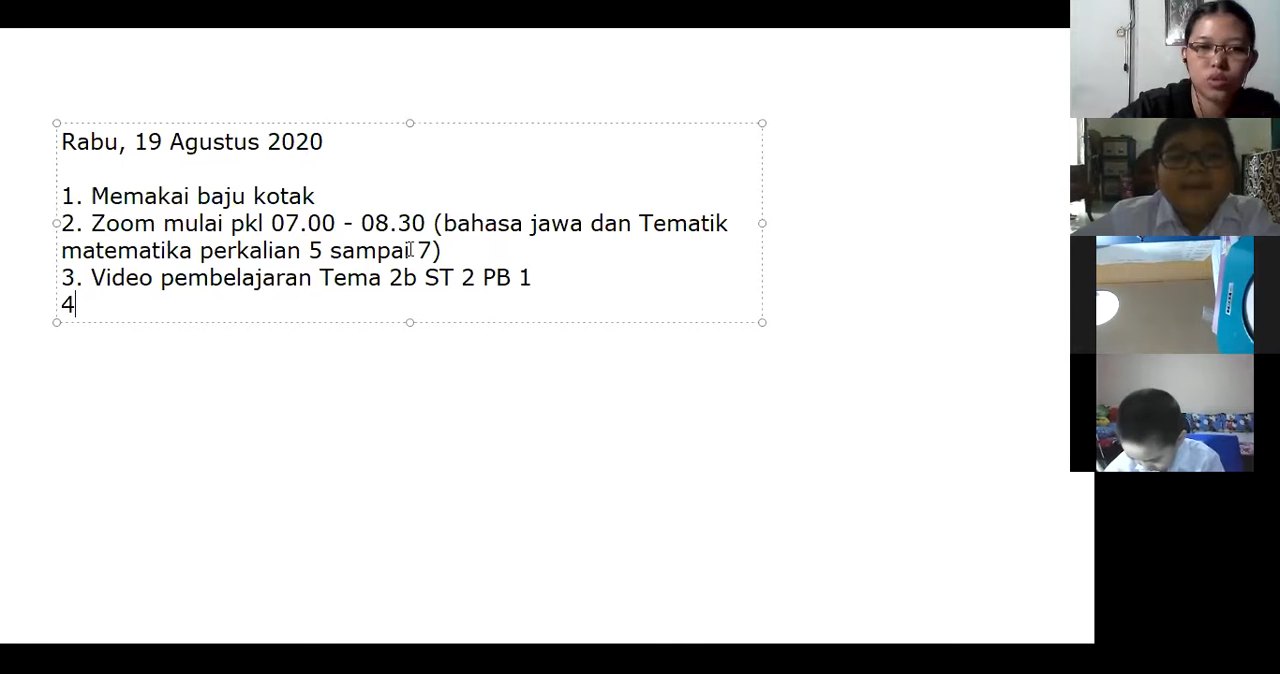 Rabu, 19 Agustus 2020
1. Memakai baju kotak
2. Zoom mulai pkl 07.00 - 08.30 (bahasa jawa dan Tematik
matematika perkalian 5 sampai 7)
3. Video pembelajaran Tema 2b ST 2 PB 1
4